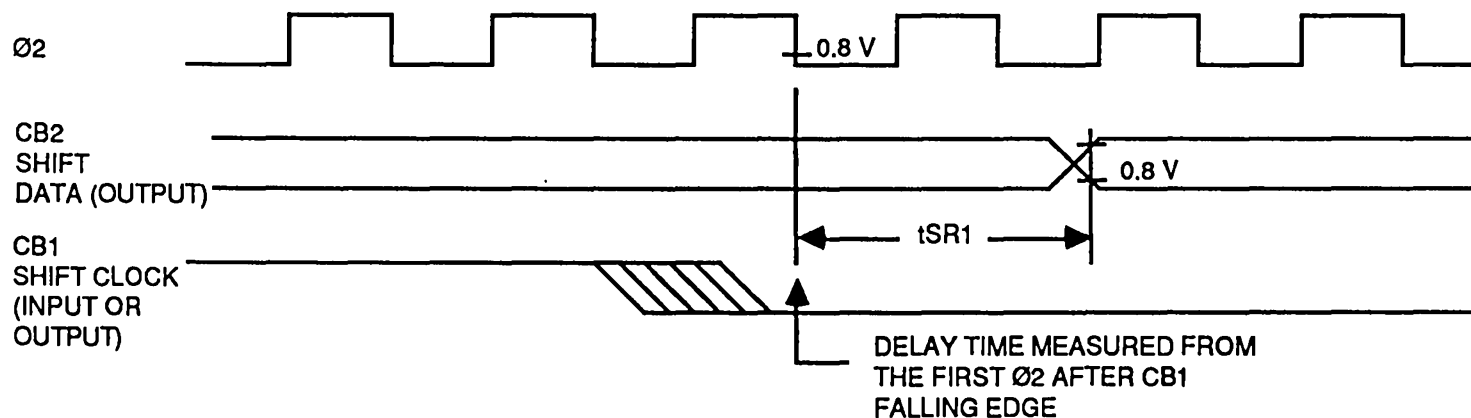 Ø2
0.8 V
CB2
SHIFT
DATA (OUTPUT)
0.8 V
tSR1
CB1
SHIFT CLOCK
(INPUT OR
OUTPUT)
DELAY TIME MEASURED FROM
THE FIRST Ø2 AFTER CB1
FALLING EDGE